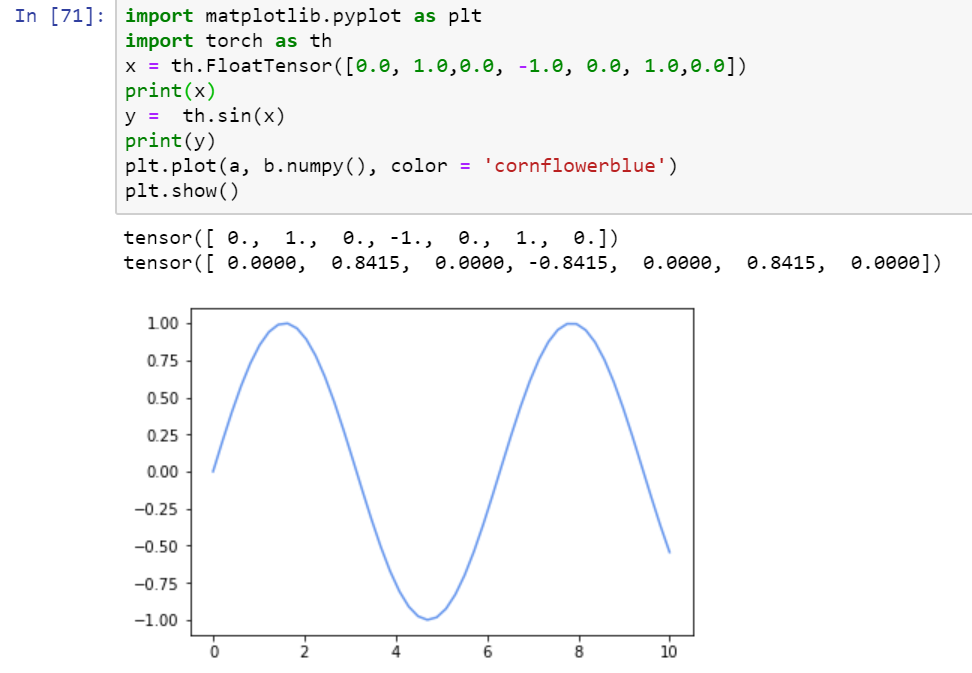 In [71]: import matplotlib.pyplot as plt
import torch as th
x = th.FloatTensor([0.0, 1.0,0.0, -1.0, 0.0, 1.0,0.0])
print(x)
y =  th.sin(x)
print(y)
plt.plot(a, b.numpy(), color = 'cornflowerblue')
plt.show()
tensor([ 0.,  1.,  0., -1.,  0.,  1.,  0.])
tensor([ 0.0000,  0.8415,  0.0000, -0.8415,  0.0000,  0.8415,  0.0000])
1.00
0.75
0.50
0.25
0.00
−0.25
−0.50
−0.75
−1.00
0 2 4 6 8 10